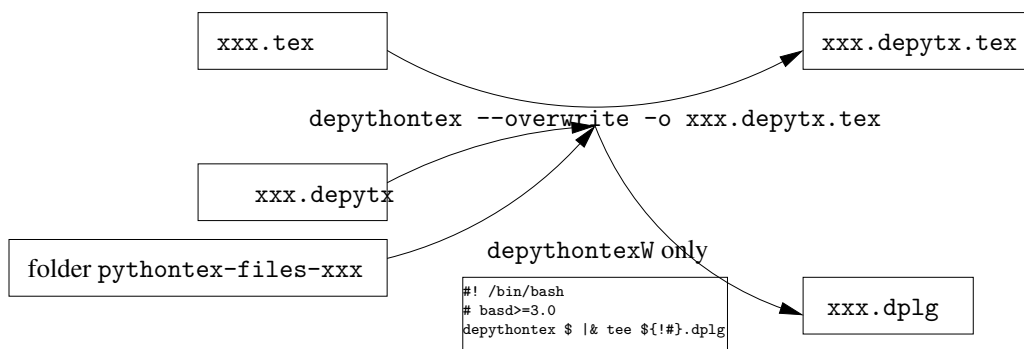 xxx.tex
xxx.depytx.tex
depythontex --overwrite -o xxx.depytx.tex
xxx.depytx
folder pythontex-files-xxx
depythontexW only
#! /bin/bash
# basd>=3.0
depythontex $ |& tee ${!#}.dplg
xxx.dplg